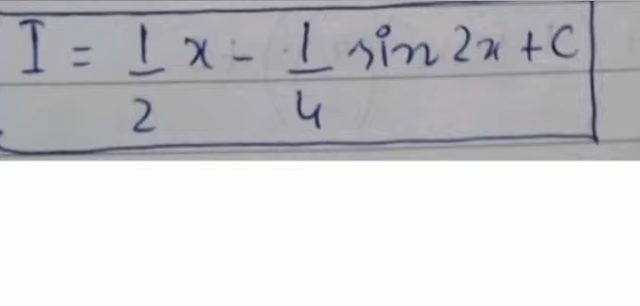 I = 1/2 x - 1/4 sin 2x + C